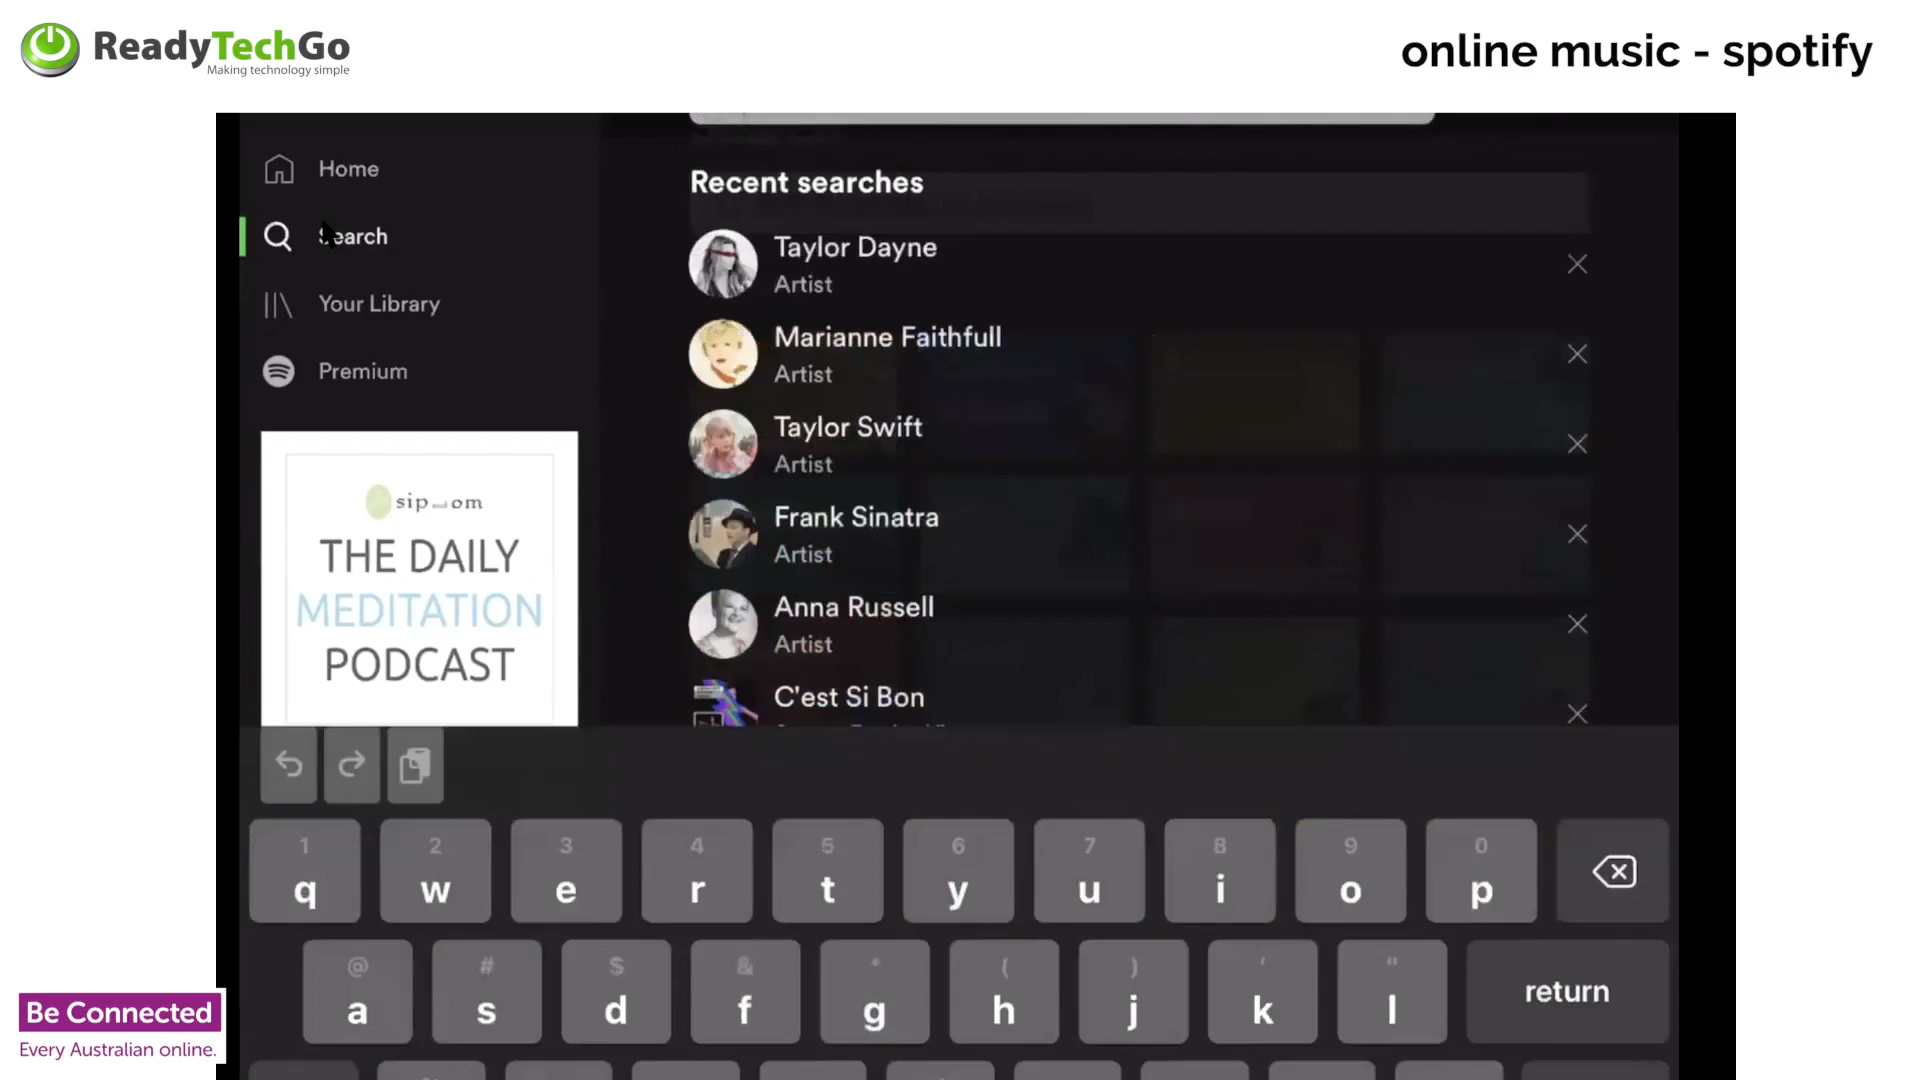 ReadyTechGo
Making technology simple
online music - spotify
Home
Search
Your Library
Premium
Recent searches
Taylor Dayne
Artist
Marianne Faithfull
Artist
Taylor Swift
Artist
Frank Sinatra
Artist
Anna Russell
Artist
C'est Si Bon
sip and om
THE DAILY
MEDITATION
PODCAST
1 2 3 4 5 6 7 8 9 0
q w e r t y u i o p
@ # $ & * ( ) ' "
a s d f g h j k l return
Be Connected
Every Australian online.